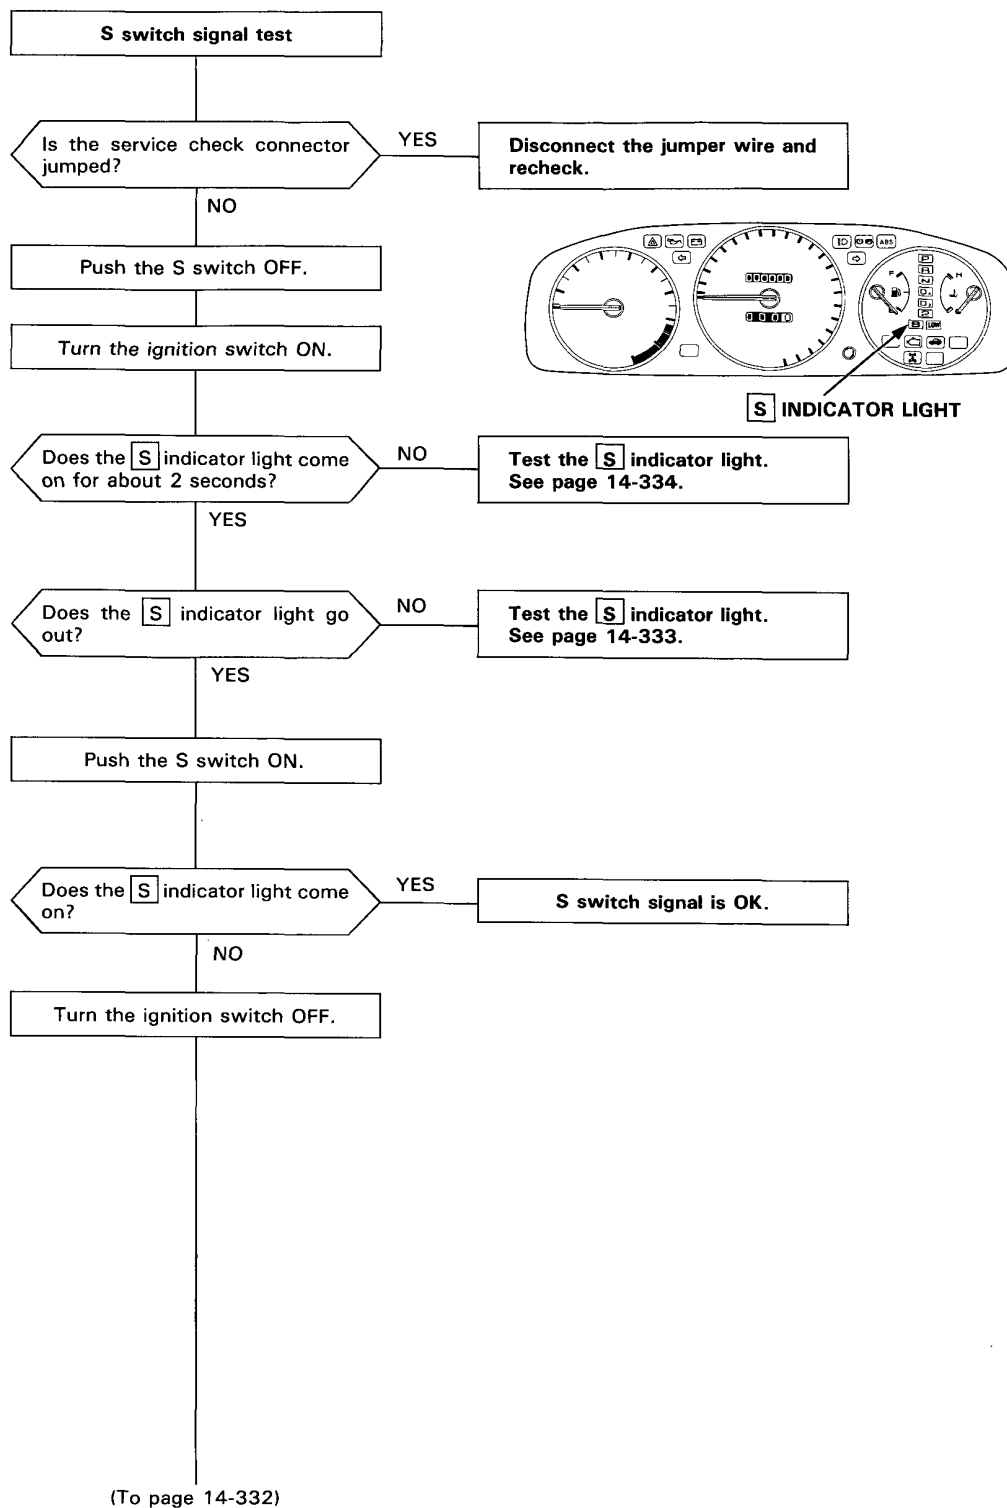 S switch signal test
Is the service check connector
jumped?
YES
Disconnect the jumper wire and
recheck.
NO
Push the S switch OFF.
Turn the ignition switch ON.
ABS
F
H
P
R
N
2
S
LOW
S INDICATOR LIGHT
Does the S indicator light come
on for about 2 seconds?
NO
Test the S indicator light.
See page 14-334.
YES
Does the S indicator light go
out?
NO
Test the S indicator light.
See page 14-333.
YES
Push the S switch ON.
Does the S indicator light come
on?
YES
S switch signal is OK.
NO
Turn the ignition switch OFF.
(To page 14-332)